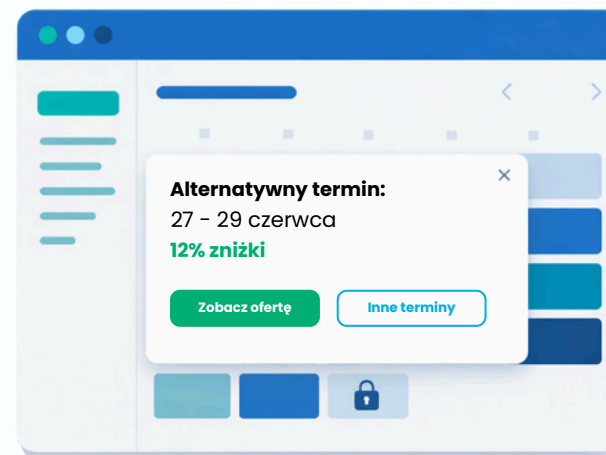 Alternatywny termin:
27 - 29 czerwca
12% zniżki
Zobacz ofertę
Inne terminy